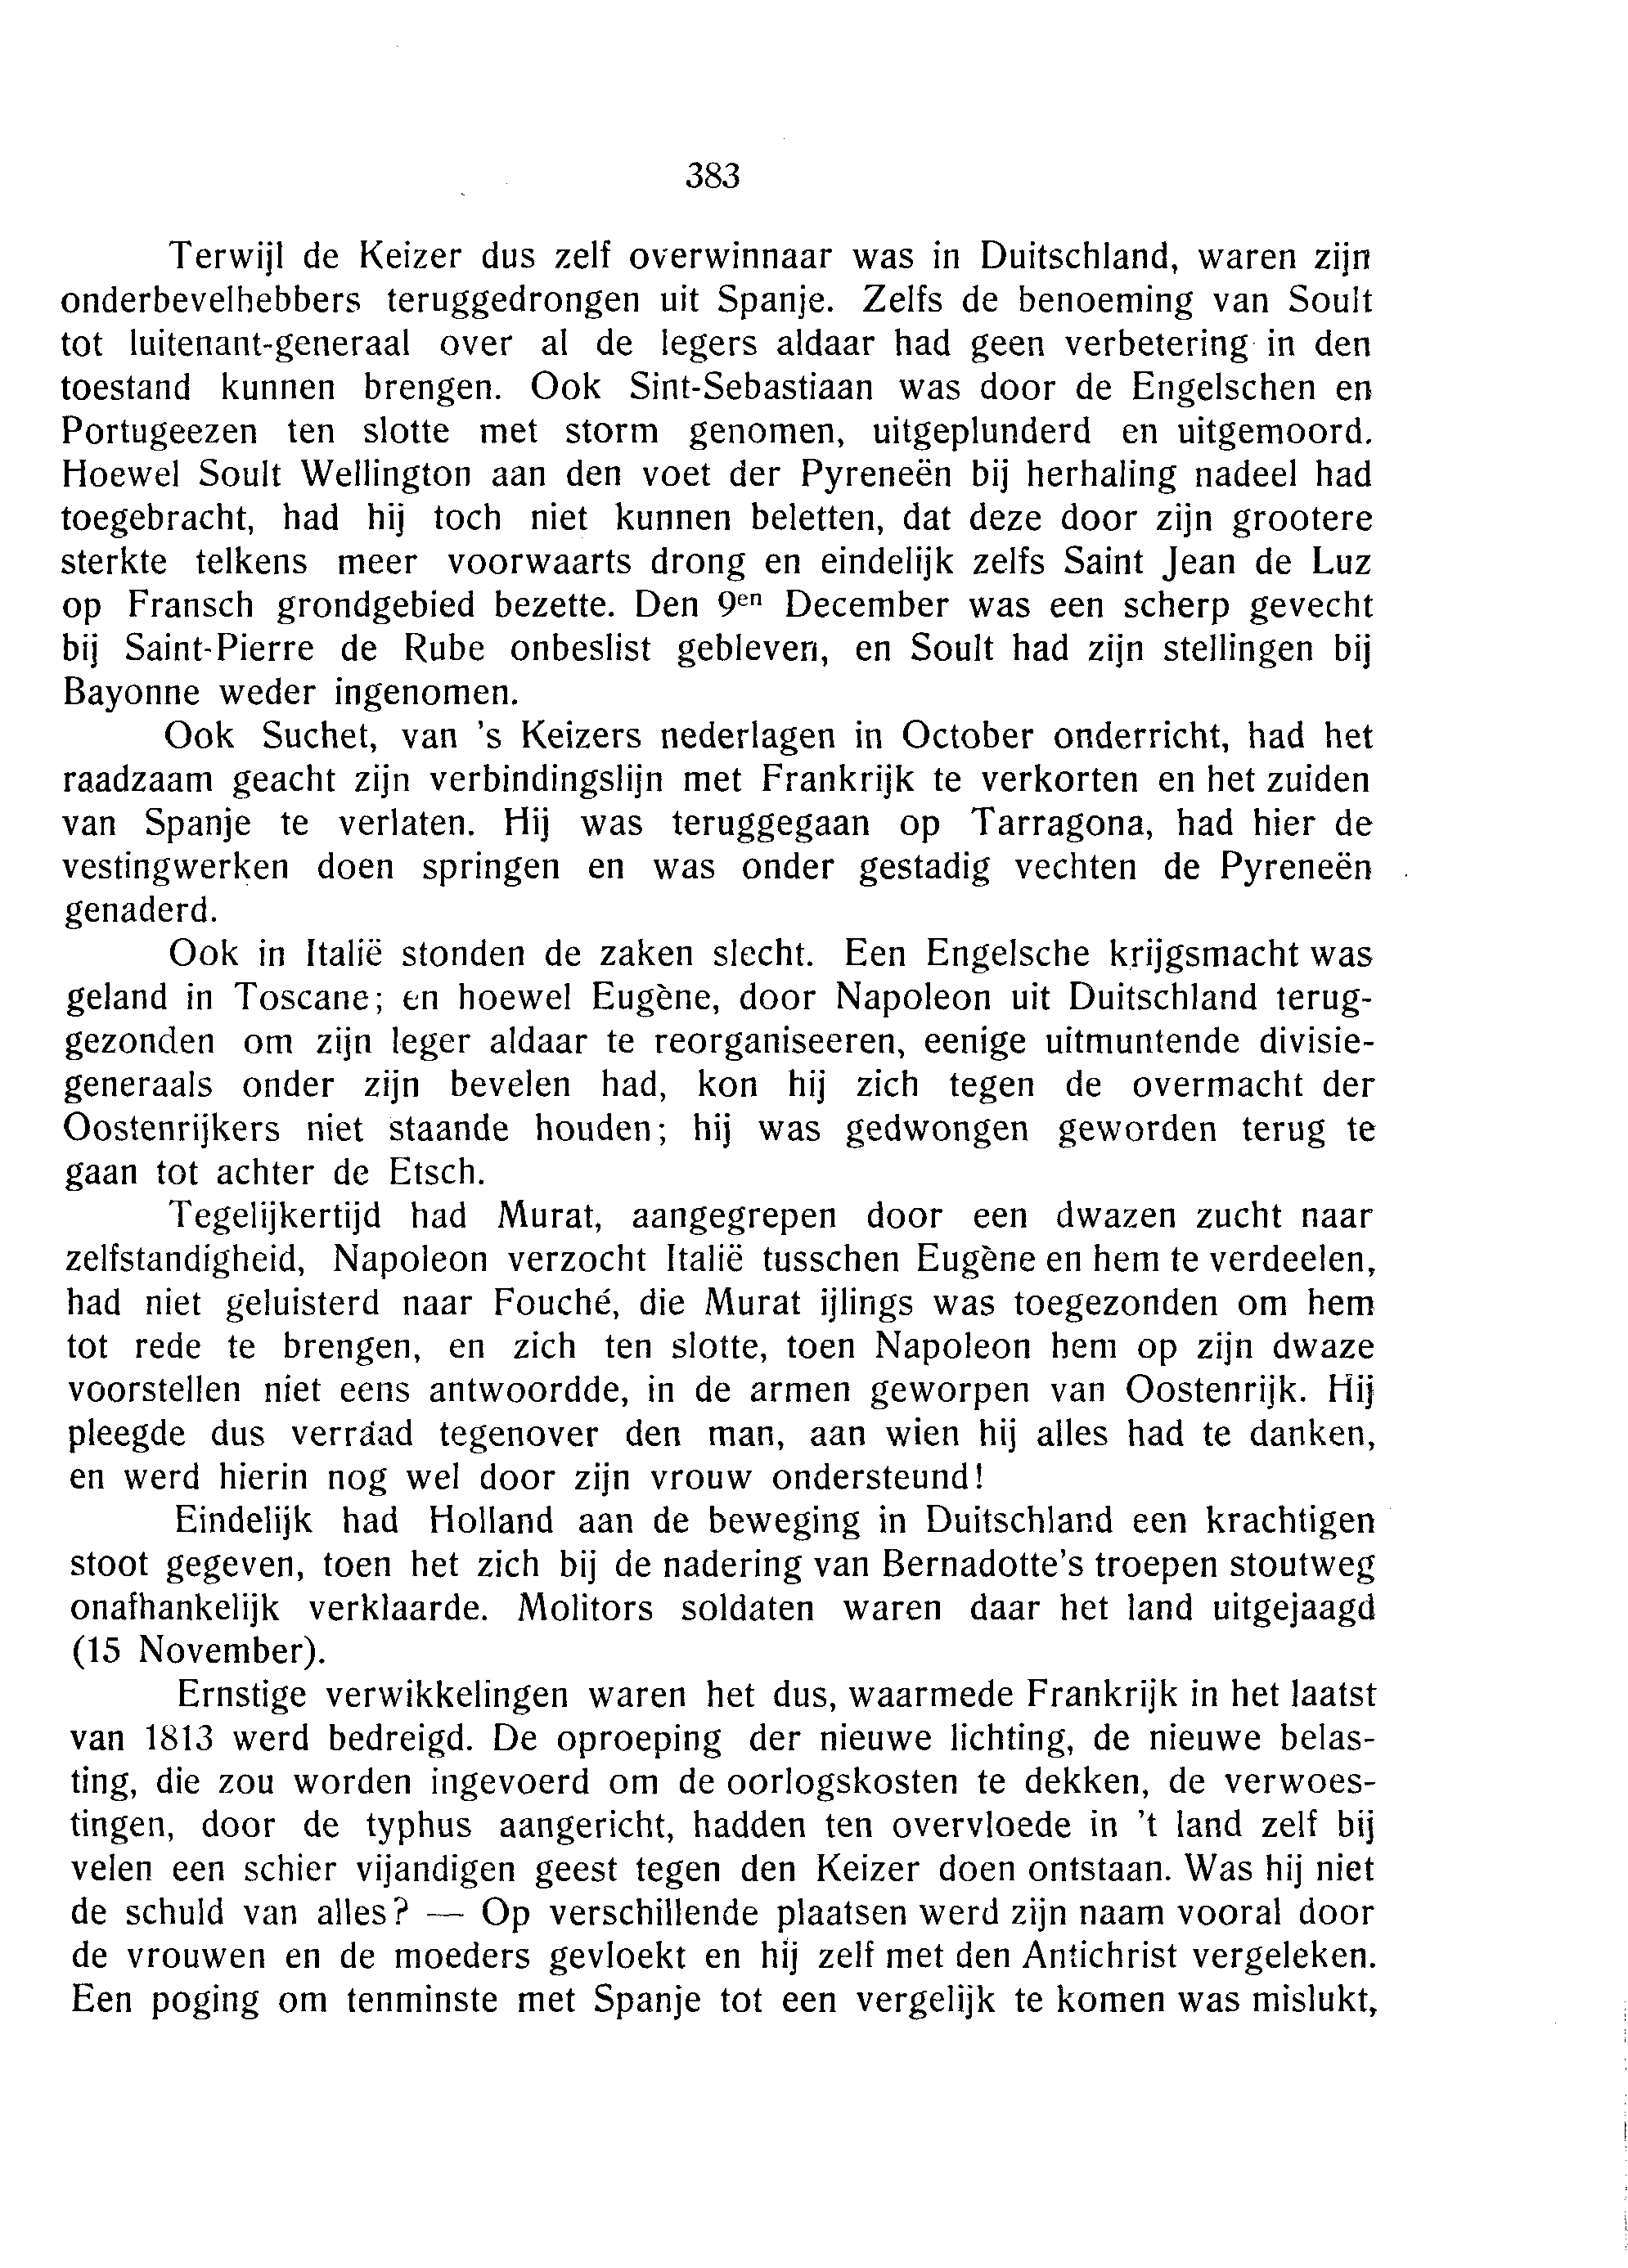 383
Terwijl de Keizer dus zelf overwinnaar was in Duitschland, waren zijn
onderbevelhebbers teruggedrongen uit Spanje. Zelfs de benoeming van Soult
tot luitenant-generaal over al de legers aldaar had geen verbetering in den
toestand kunnen brengen. Ook Sint-Sebastiaan was door de Engelschen en
Portugeezen ten slotte met storm genomen, uitgeplunderd en uitgemoord.
Hoewel Soult Wellington aan den voet der Pyreneën bij herhaling nadeel had
toegebracht, had hij toch niet kunnen beletten, dat deze door zijn grootere
sterkte telkens meer voorwaarts drong en eindelijk zelfs Saint Jean de Luz
op Fransch grondgebied bezette. Den 9en December was een scherp gevecht
bij Saint-Pierre de Rube onbeslist gebleven, en Soult had zijn stellingen bij
Bayonne weder ingenomen.
Ook Suchet, van 's Keizers nederlagen in October onderricht, had het
raadzaam geacht zijn verbindingslijn met Frankrijk te verkorten en het zuiden
van Spanje te verlaten. Hij was teruggegaan op Tarragona, had hier de
vestingwerken doen springen en was onder gestadig vechten de Pyreneën
genaderd.
Ook in Italië stonden de zaken slecht. Een Engelsche krijgsmacht was
geland in Toscane; en hoewel Eugène, door Napoleon uit Duitschland terug-
gezonden om zijn leger aldaar te reorganiseeren, eenige uitmuntende divisie-
generaals onder zijn bevelen had, kon hij zich tegen de overmacht der
Oostenrijkers niet staande houden; hij was gedwongen geworden terug te
gaan tot achter de Etsch.
Tegelijkertijd had Murat, aangegrepen door een dwazen zucht naar
zelfstandigheid, Napoleon verzocht Italië tusschen Eugène en hem te verdeelen,
had niet geluisterd naar Fouché, die Murat ijlings was toegezonden om hem
tot rede te brengen, en zich ten slotte, toen Napoleon hem op zijn dwaze
voorstellen niet eens antwoordde, in de armen geworpen van Oostenrijk. Hij
pleegde dus verraad tegenover den man, aan wien hij alles had te danken,
en werd hierin nog wel door zijn vrouw ondersteund!
Eindelijk had Holland aan de beweging in Duitschland een krachtigen
stoot gegeven, toen het zich bij de nadering van Bernadotte's troepen stoutweg
onafhankelijk verklaarde. Molitors soldaten waren daar het land uitgejaagd
(15 November).
Ernstige verwikkelingen waren het dus, waarmede Frankrijk in het laatst
van 1813 werd bedreigd. De oproeping der nieuwe lichting, de nieuwe belas-
ting, die zou worden ingevoerd om de oorlogskosten te dekken, de verwoes-
tingen, door de typhus aangericht, hadden ten overvloede in 't land zelf bij
velen een schier vijandigen geest tegen den Keizer doen ontstaan. Was hij niet
de schuld van alles? — Op verschillende plaatsen werd zijn naam vooral door
de vrouwen en de moeders gevloekt en hij zelf met den Antichrist vergeleken.
Een poging om tenminste met Spanje tot een vergelijk te komen was mislukt,